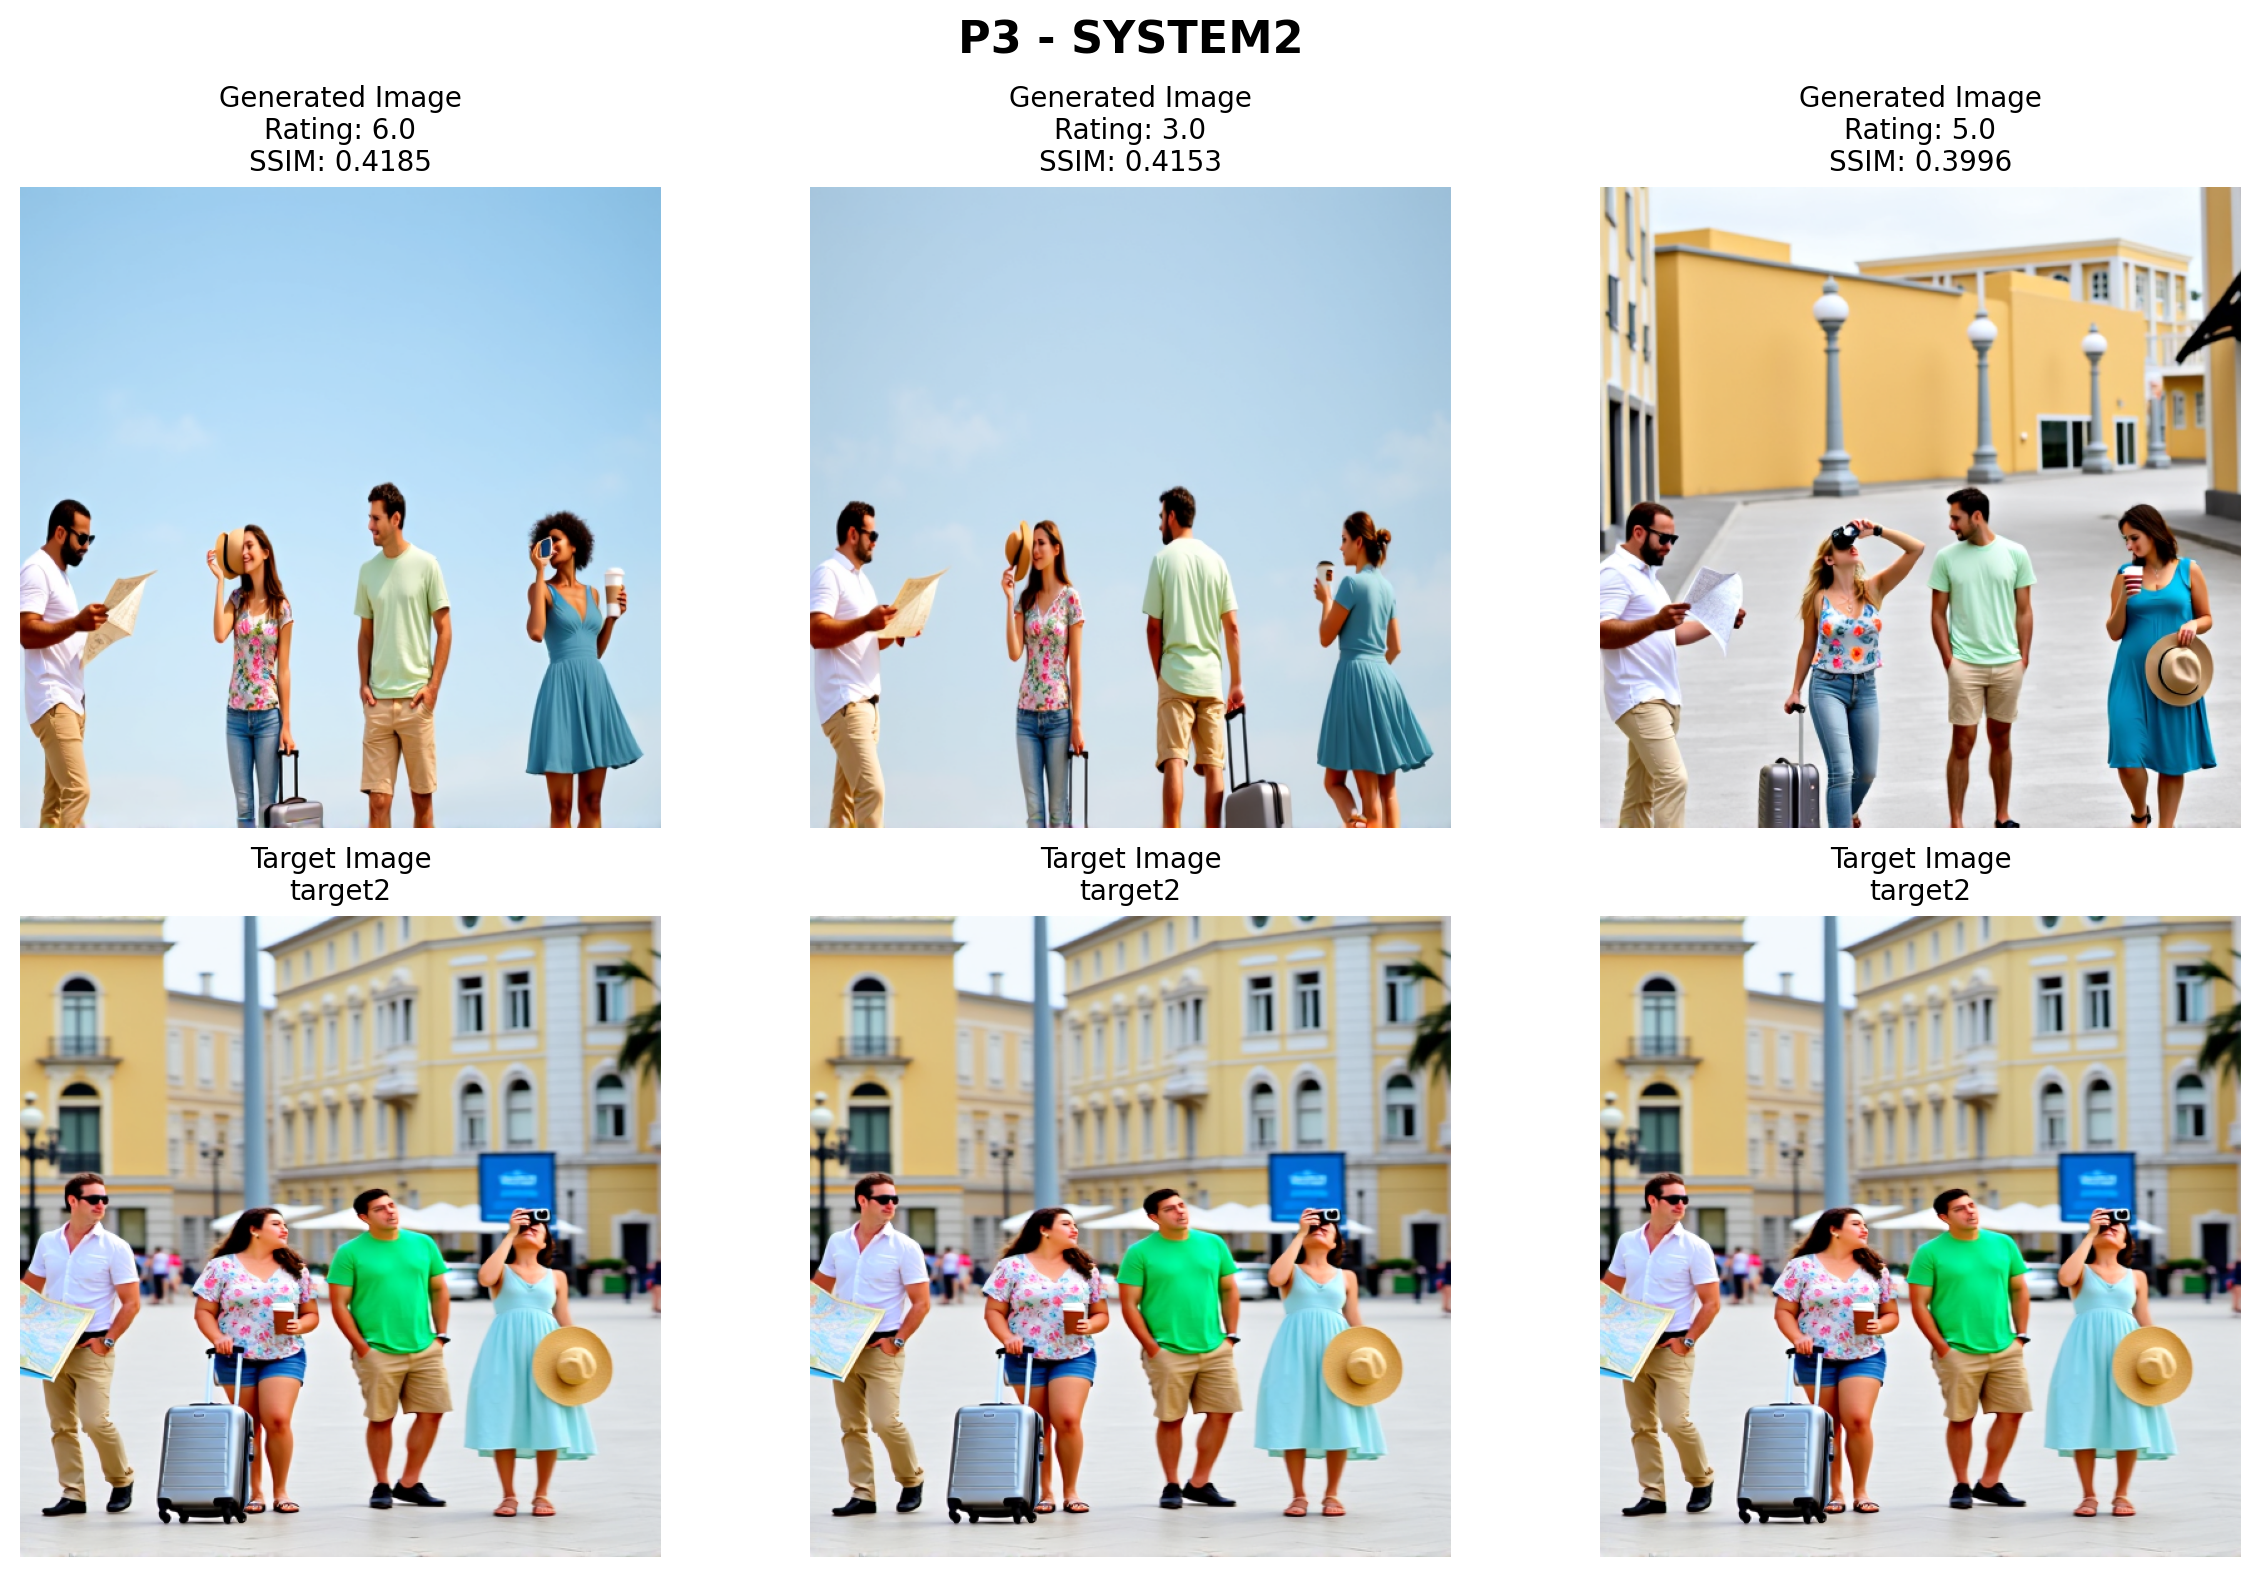 P3 - SYSTEM2
Generated Image
Rating: 6.0
SSIM: 0.4185
Generated Image
Rating: 3.0
SSIM: 0.4153
Generated Image
Rating: 5.0
SSIM: 0.3996
Target Image
target2
Target Image
target2
Target Image
target2